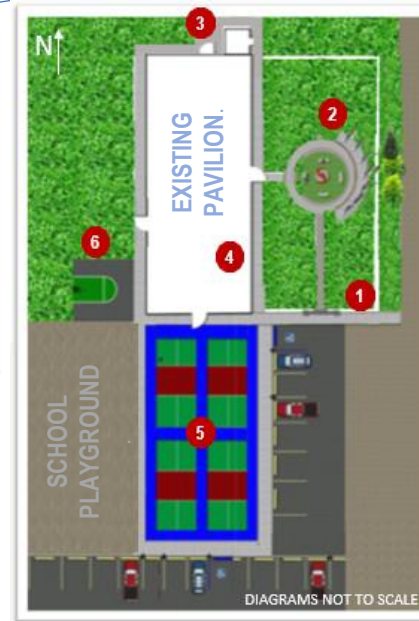 N
3
2
EXISTING
PAVILION.
4
6
1
5
SCHOOL
PLAYGROUND
DIAGRAMS NOT TO SCALE